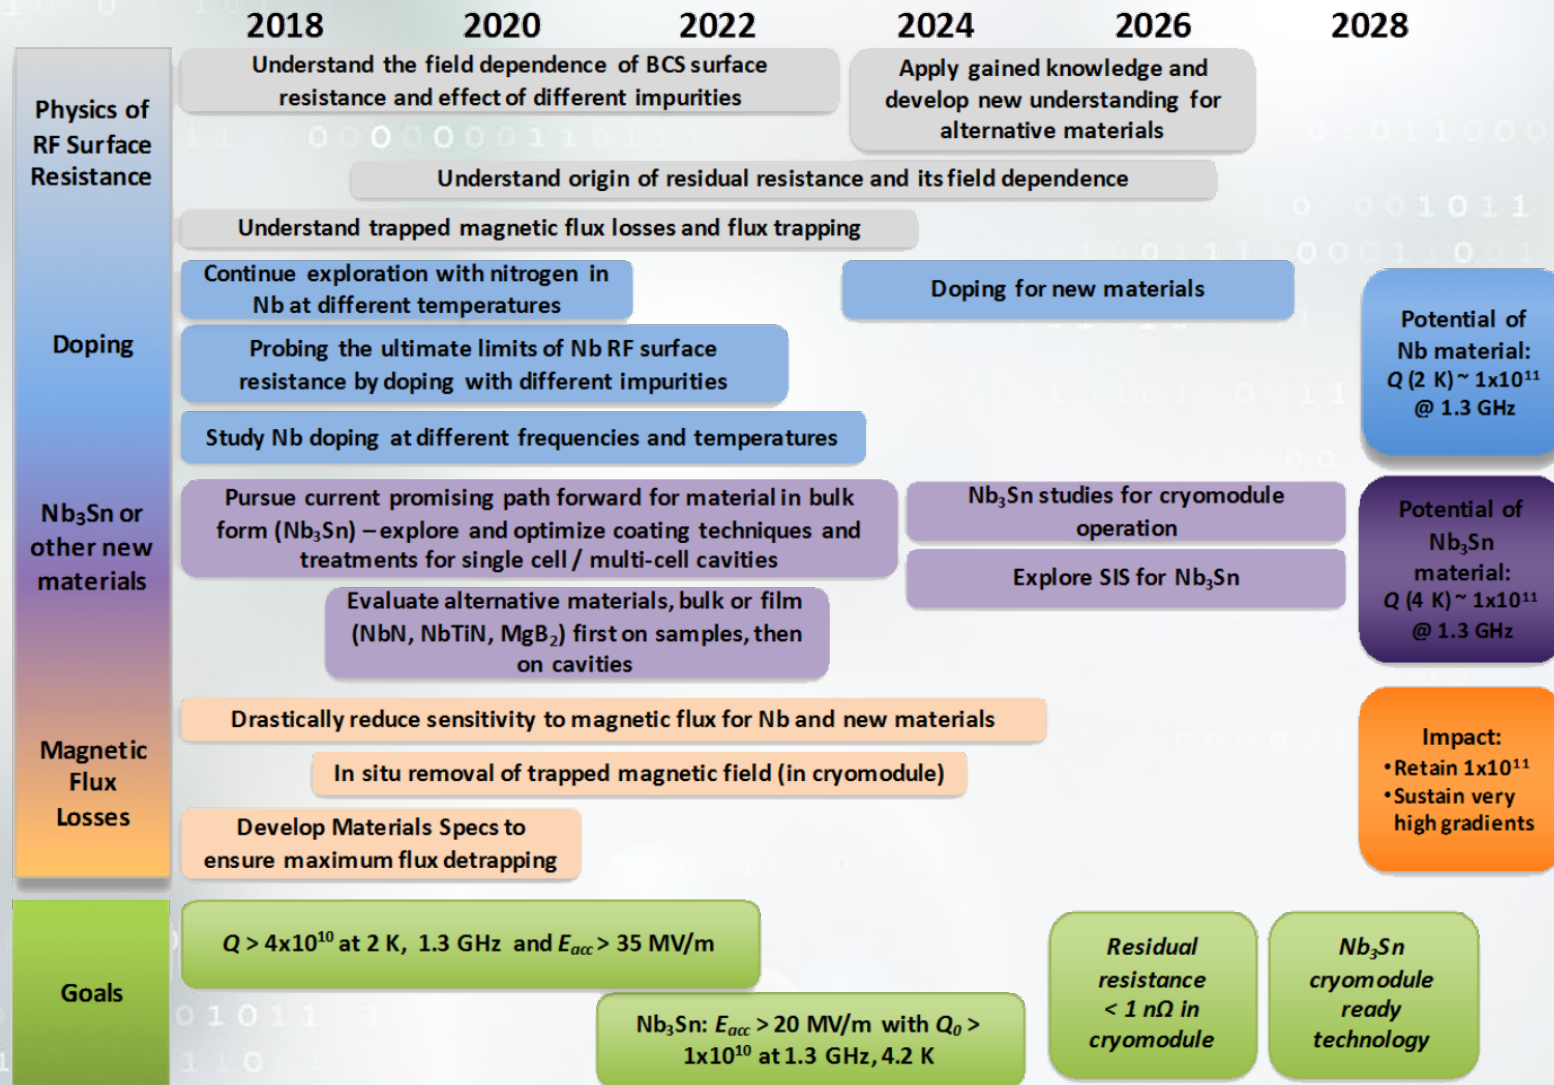 2018 2020 2022 2024 2026 2028
Physics of
RF Surface
Resistance
Understand the field dependence of BCS surface
resistance and effect of different impurities
Apply gained knowledge and
develop new understanding for
alternative materials
Understand origin of residual resistance and its field dependence
Understand trapped magnetic flux losses and flux trapping
Doping
Continue exploration with nitrogen in
Nb at different temperatures
Doping for new materials
Probing the ultimate limits of Nb RF surface
resistance by doping with different impurities
Study Nb doping at different frequencies and temperatures
Potential of
Nb material:
Q (2 K) ~ 1x10¹¹
@ 1.3 GHz
Nb₃Sn or
other new
materials
Pursue current promising path forward for material in bulk
form (Nb₃Sn) – explore and optimize coating techniques and
treatments for single cell / multi-cell cavities
Nb₃Sn studies for cryomodule
operation
Explore SIS for Nb₃Sn
Evaluate alternative materials, bulk or film
(NbN, NbTiN, MgB₂) first on samples, then
on cavities
Potential of
Nb₃Sn
material:
Q (4 K) ~ 1x10¹¹
@ 1.3 GHz
Magnetic
Flux
Losses
Drastically reduce sensitivity to magnetic flux for Nb and new materials
In situ removal of trapped magnetic field (in cryomodule)
Develop Materials Specs to
ensure maximum flux detrapping
Impact:
•Retain 1x10¹¹
•Sustain very
high gradients
Goals
Q > 4x10¹⁰ at 2 K, 1.3 GHz and Eacc > 35 MV/m
Nb₃Sn: Eacc > 20 MV/m with Q₀ >
1x10¹⁰ at 1.3 GHz, 4.2 K
Residual
resistance
< 1 nΩ in
cryomodule
Nb₃Sn
cryomodule
ready
technology